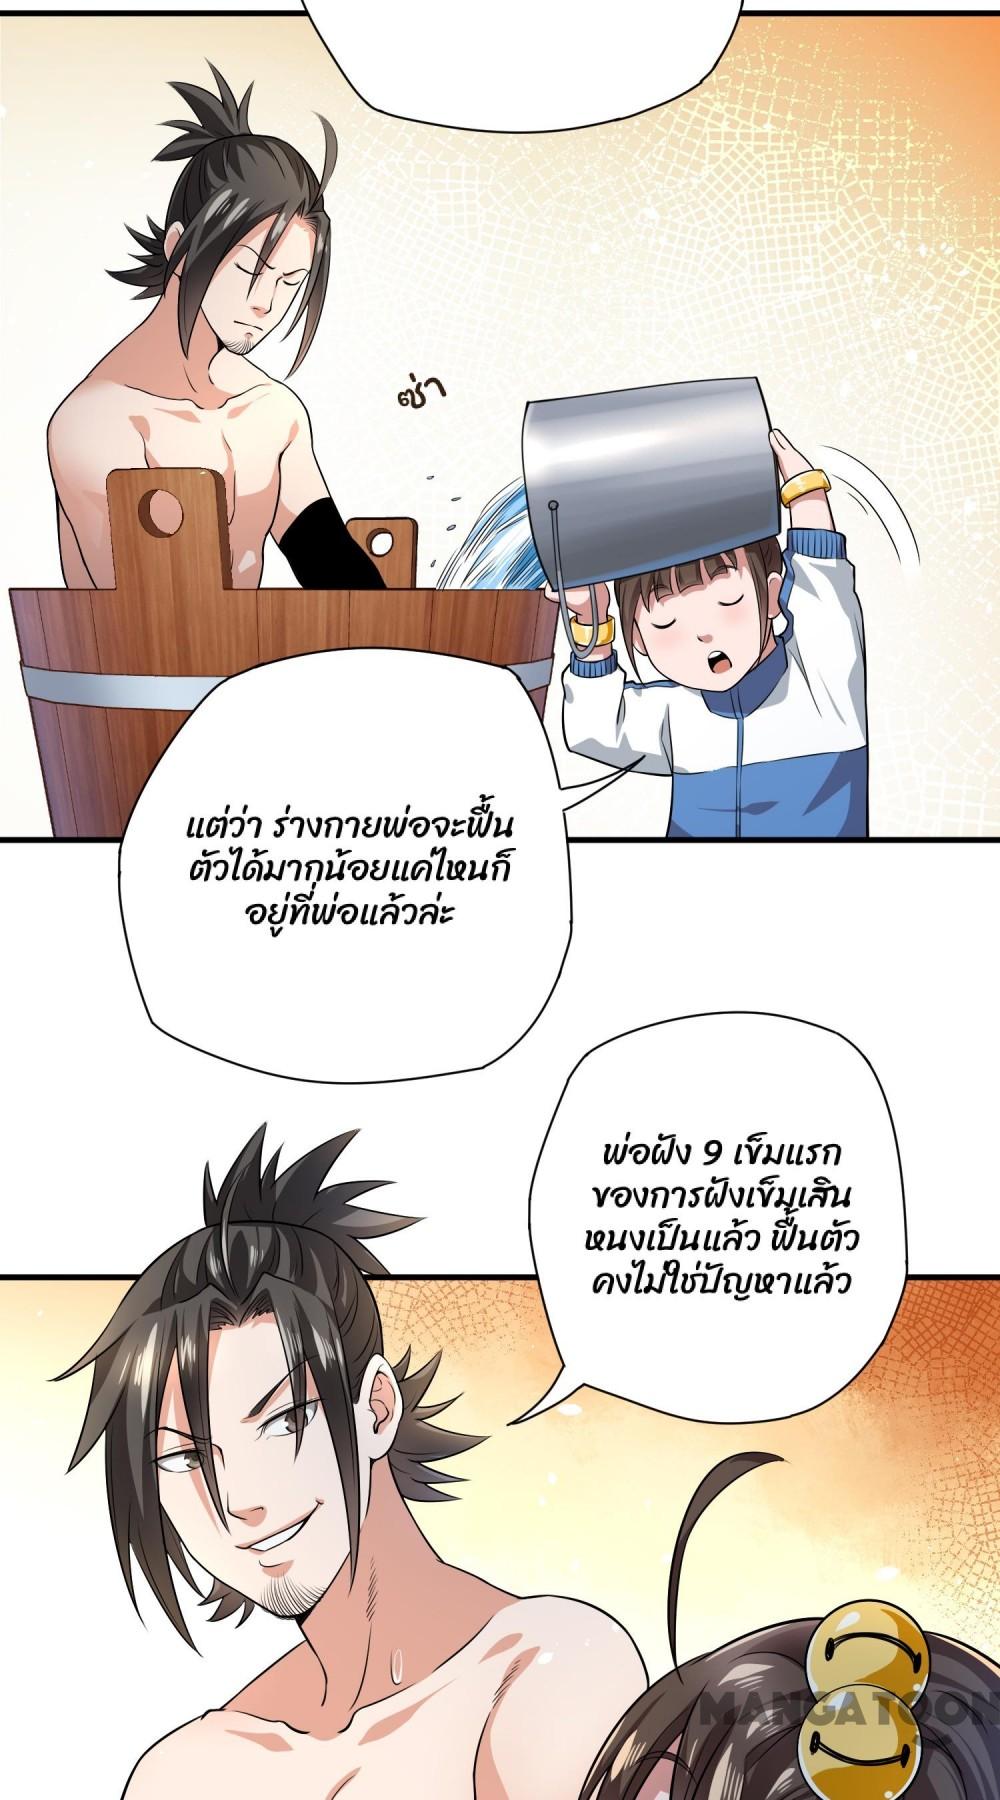 ซ่า
แต่ว่า ร่างกายพ่อจะฟื้น
ตัวได้มากน้อยแค่ไหนก็
อยู่ที่พ่อแล้วล่ะ
พ่อฝัง 9 เข็มแรก
ของการฝังเข็มเสิน
หนงเป็นแล้ว ฟื้นตัว
คงไม่ใช่ปัญหาแล้ว
MANGATOON